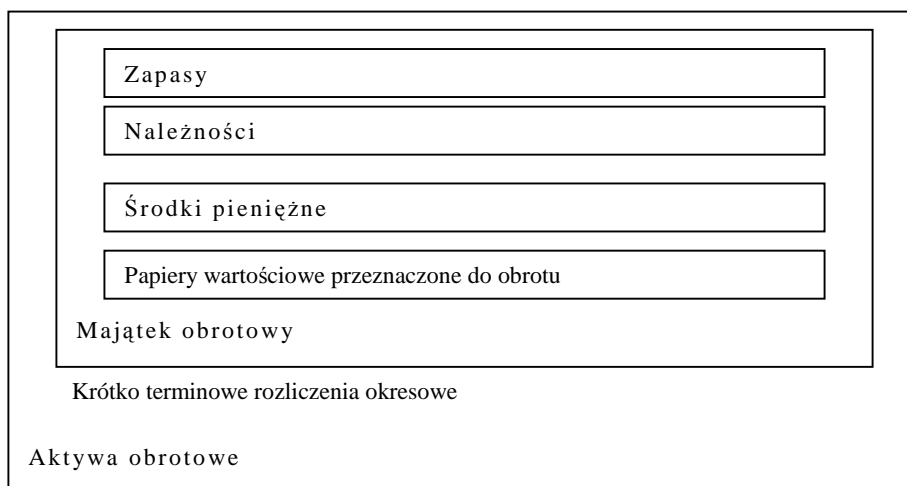 Zapasy
Należności
Środki pieniężne
Papiery wartościowe przeznaczone do obrotu
Majątek obrotowy
Krótko terminowe rozliczenia okresowe
Aktywa obrotowe